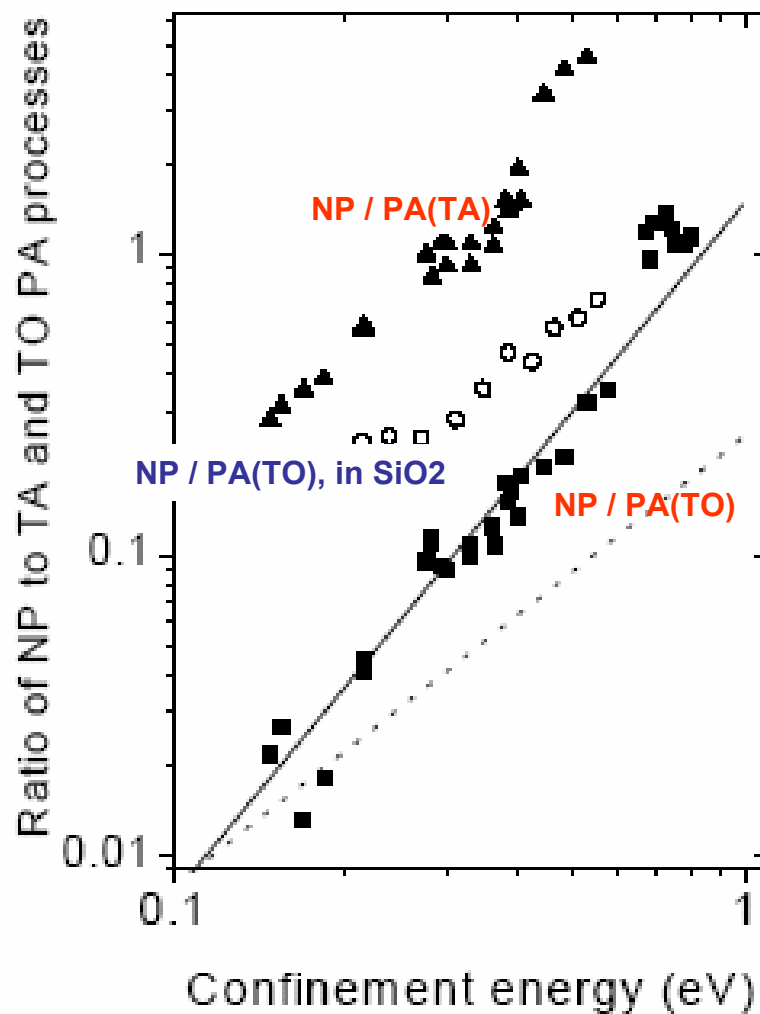 Ratio of NP to TA and TO PA processes
NP / PA(TA)
1
NP / PA(TO), in SiO2
NP / PA(TO)
0.1
0.01
0.1
1
Confinement energy (eV)